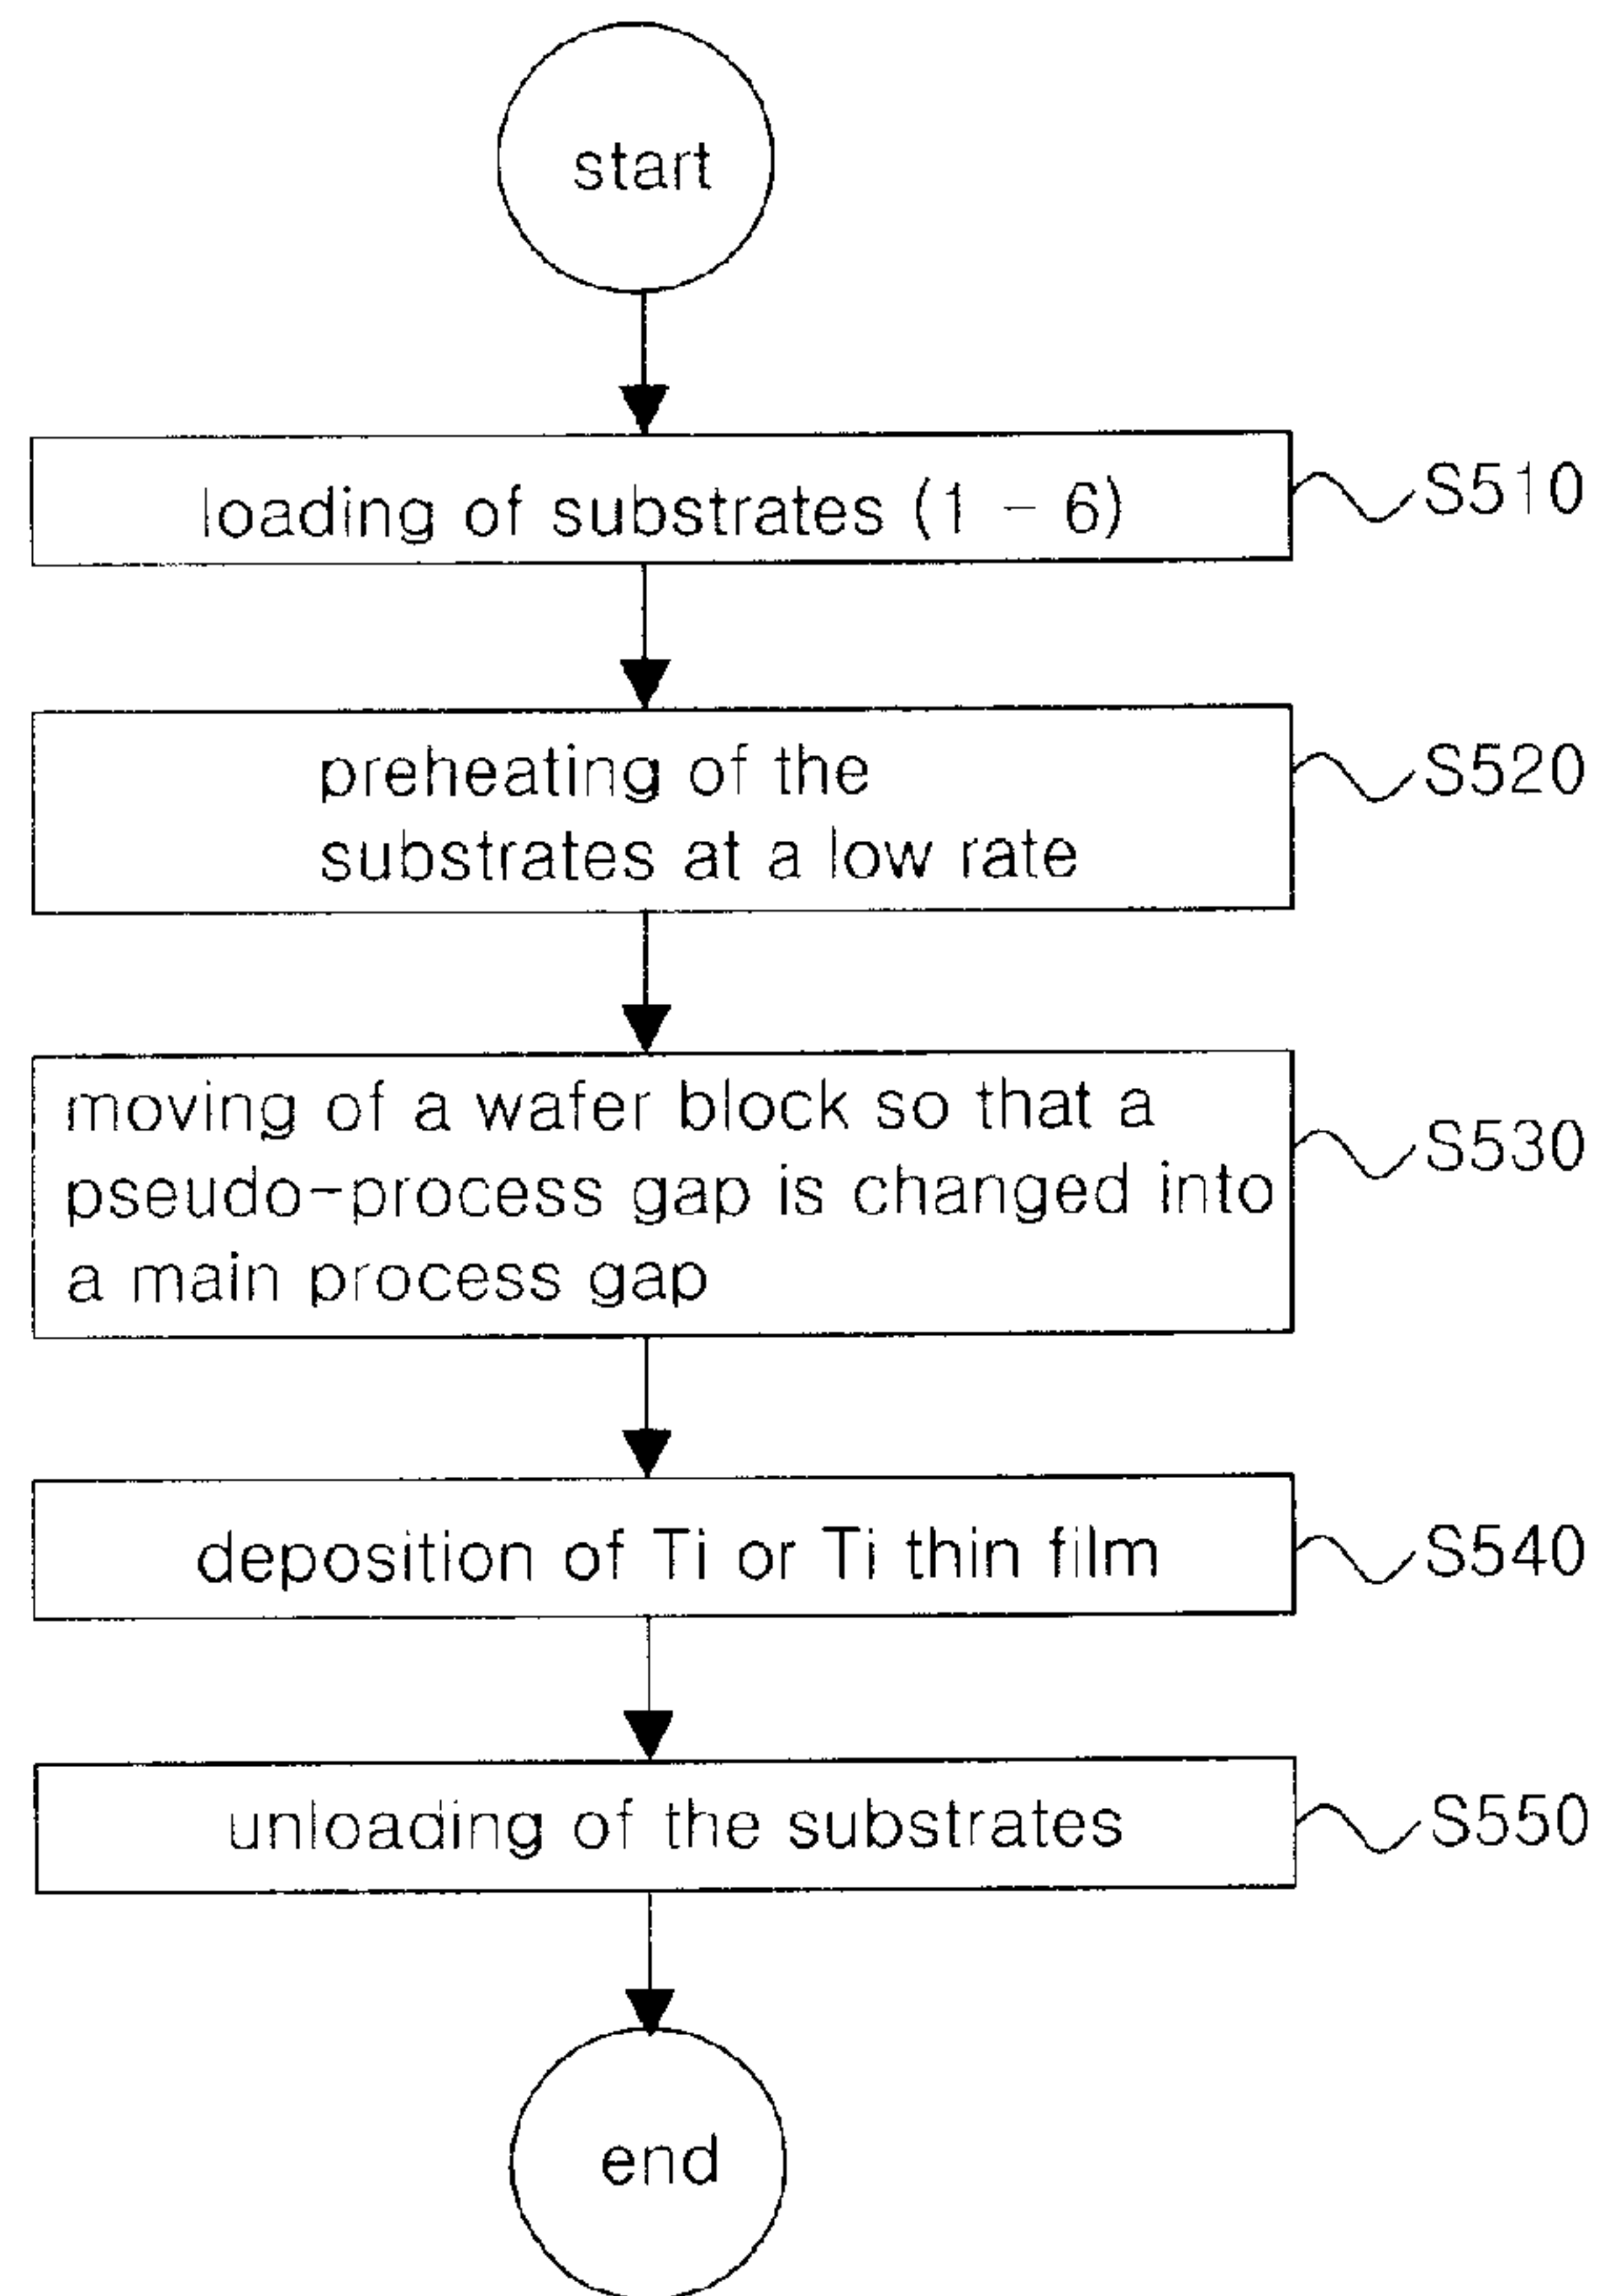 start
loading of substrates (1 - 6)
S510
preheating of the
substrates at a low rate
S520
moving of a wafer block so that a
pseudo-process gap is changed into
a main process gap
S530
deposition of Ti or Ti thin film
S540
unloading of the substrates
S550
end